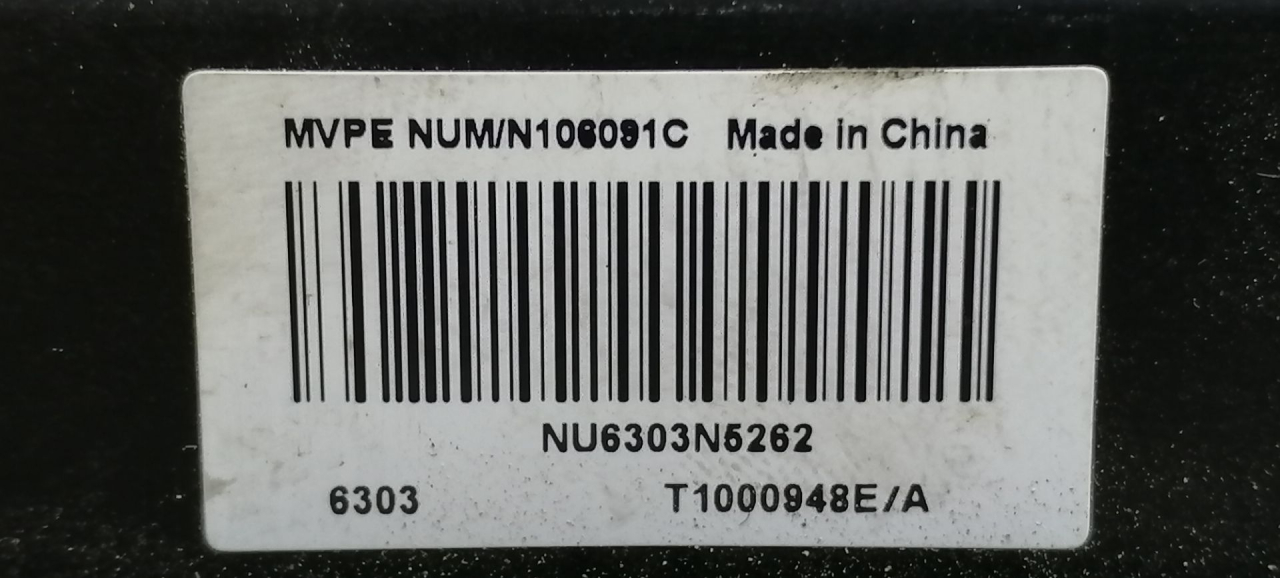 MVPE NUM/N106091C Made in China
NU6303N5262
6303 T1000948E/A